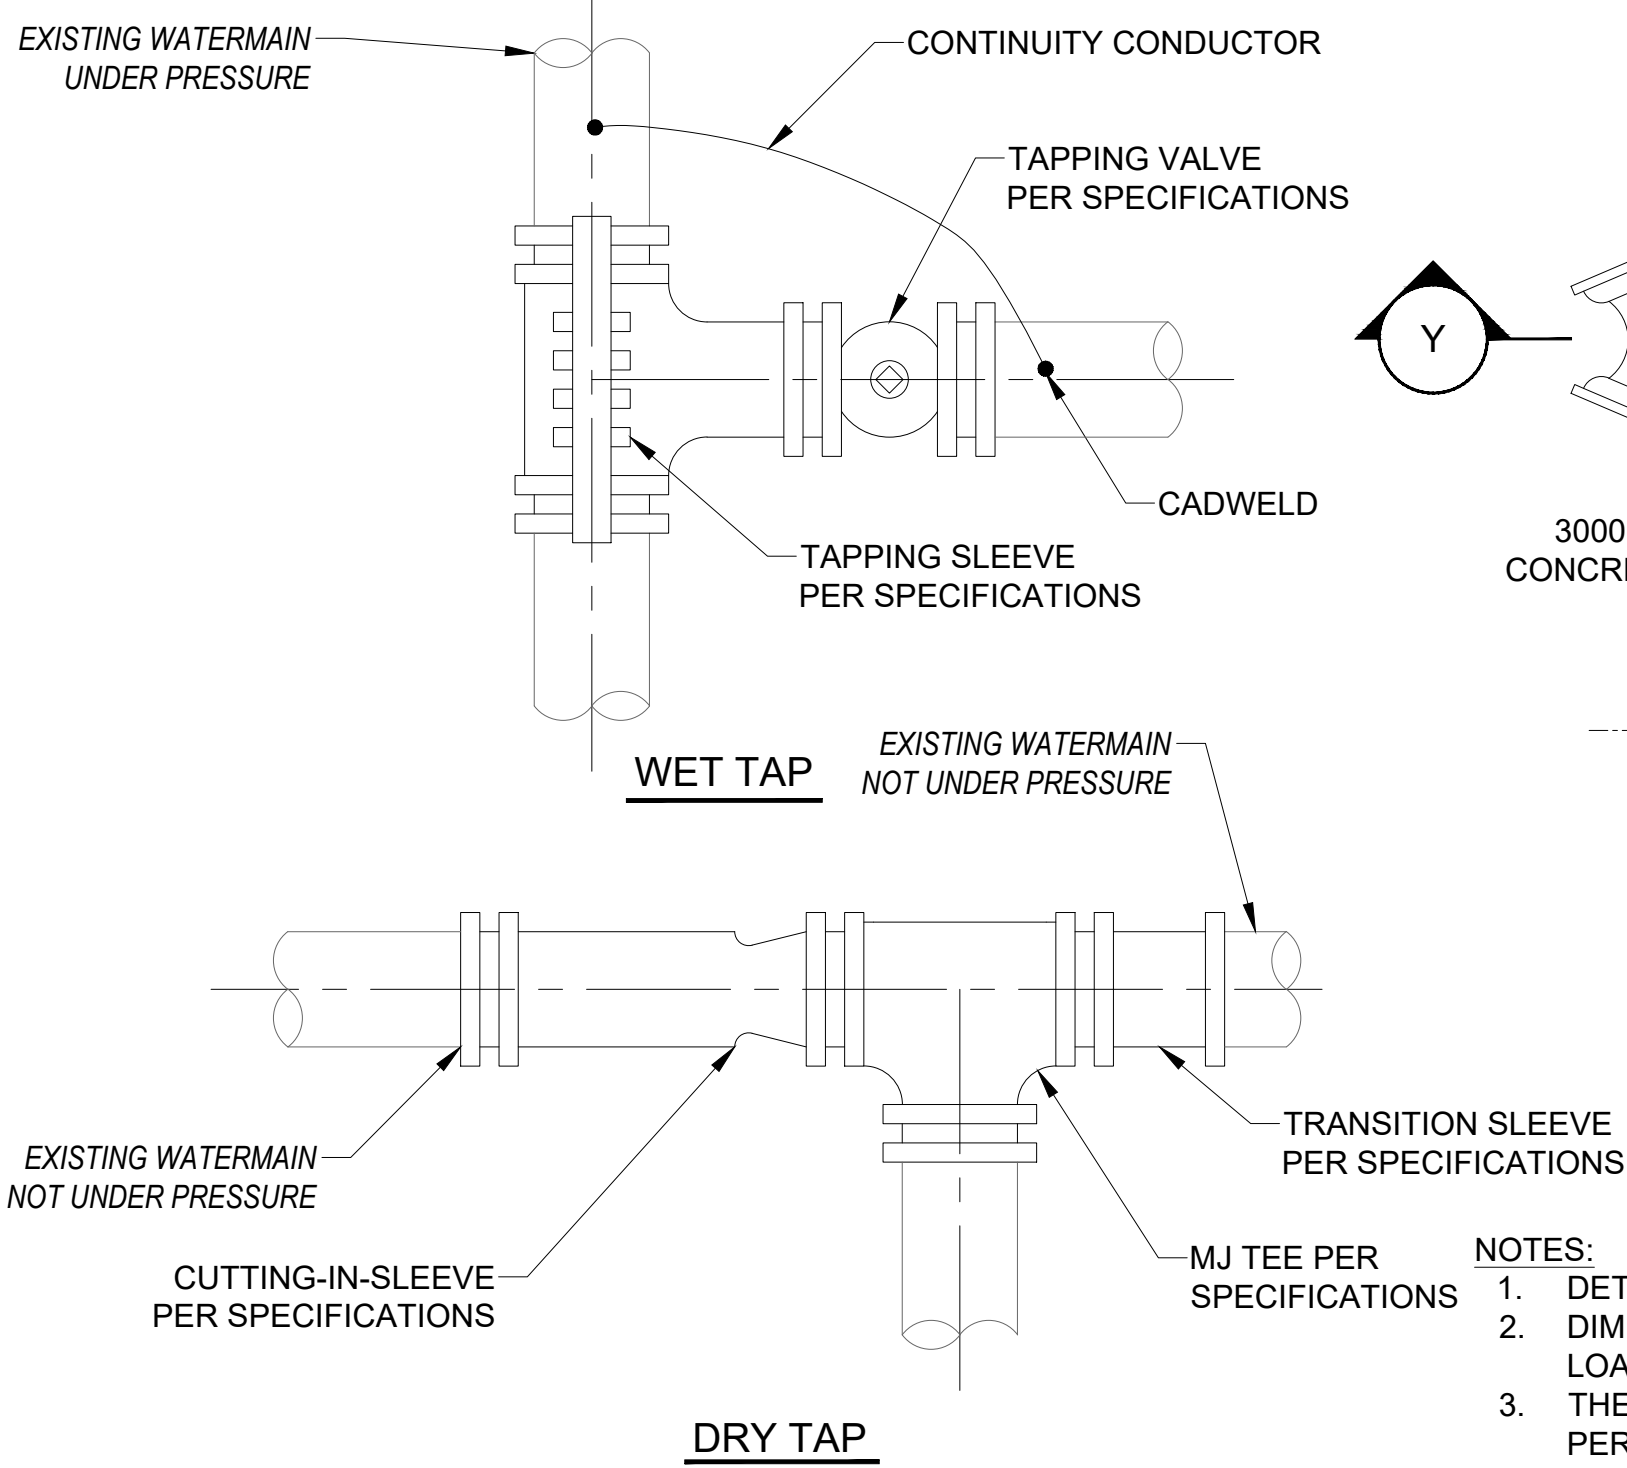 EXISTING WATERMAIN
UNDER PRESSURE
CONTINUITY CONDUCTOR
TAPPING VALVE
PER SPECIFICATIONS
Y
CADWELD
3000
TAPPING SLEEVE
PER SPECIFICATIONS
WET TAP
EXISTING WATERMAIN
NOT UNDER PRESSURE
EXISTING WATERMAIN
NOT UNDER PRESSURE
CUTTING-IN-SLEEVE
PER SPECIFICATIONS
TRANSITION SLEEVE
PER SPECIFICATIONS
MJ TEE PER
SPECIFICATIONS
DRY TAP
NOTES:
1.
2.
3. THE
PER